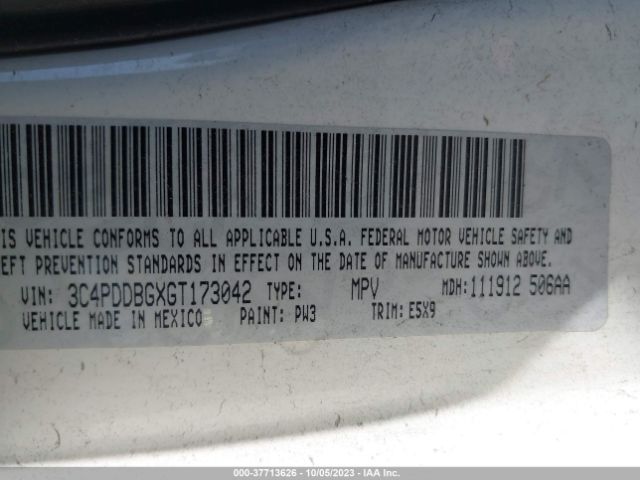 IS VEHICLE CONFORMS TO ALL APPLICABLE U.S.A. FEDERAL MOTOR VEHICLE SAFETY AND
EFT PREVENTION STANDARDS IN EFFECT ON THE DATE OF MANUFACTURE SHOWN ABOVE.
VIN: 3C4PDDBGXGT173042 TYPE: MPV MDH:111912 506AA
VEHICLE MADE IN MEXICO PAINT: PW3 TRIM: E5X9
000-37713626 - 10/05/2023 - IAA Inc.